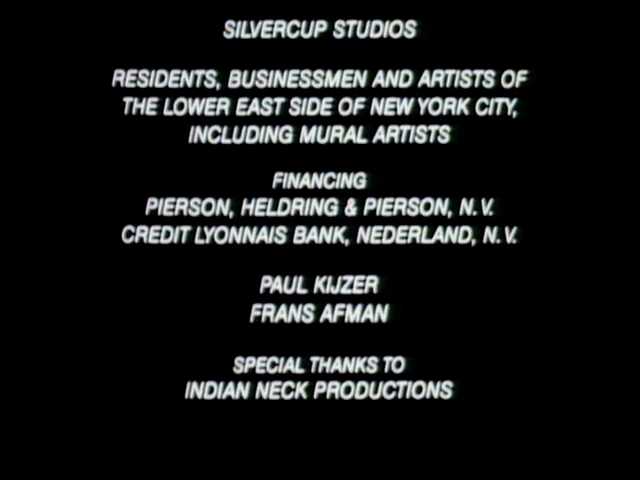 SILVERCUP STUDIOS
RESIDENTS, BUSINESSMEN AND ARTISTS OF
THE LOWER EAST SIDE OF NEW YORK CITY,
INCLUDING MURAL ARTISTS
FINANCING
PIERSON, HELDRING & PIERSON, N.V.
CREDIT LYONNAIS BANK, NEDERLAND, N.V.
PAUL KIJZER
FRANS AFMAN
SPECIAL THANKS TO
INDIAN NECK PRODUCTIONS